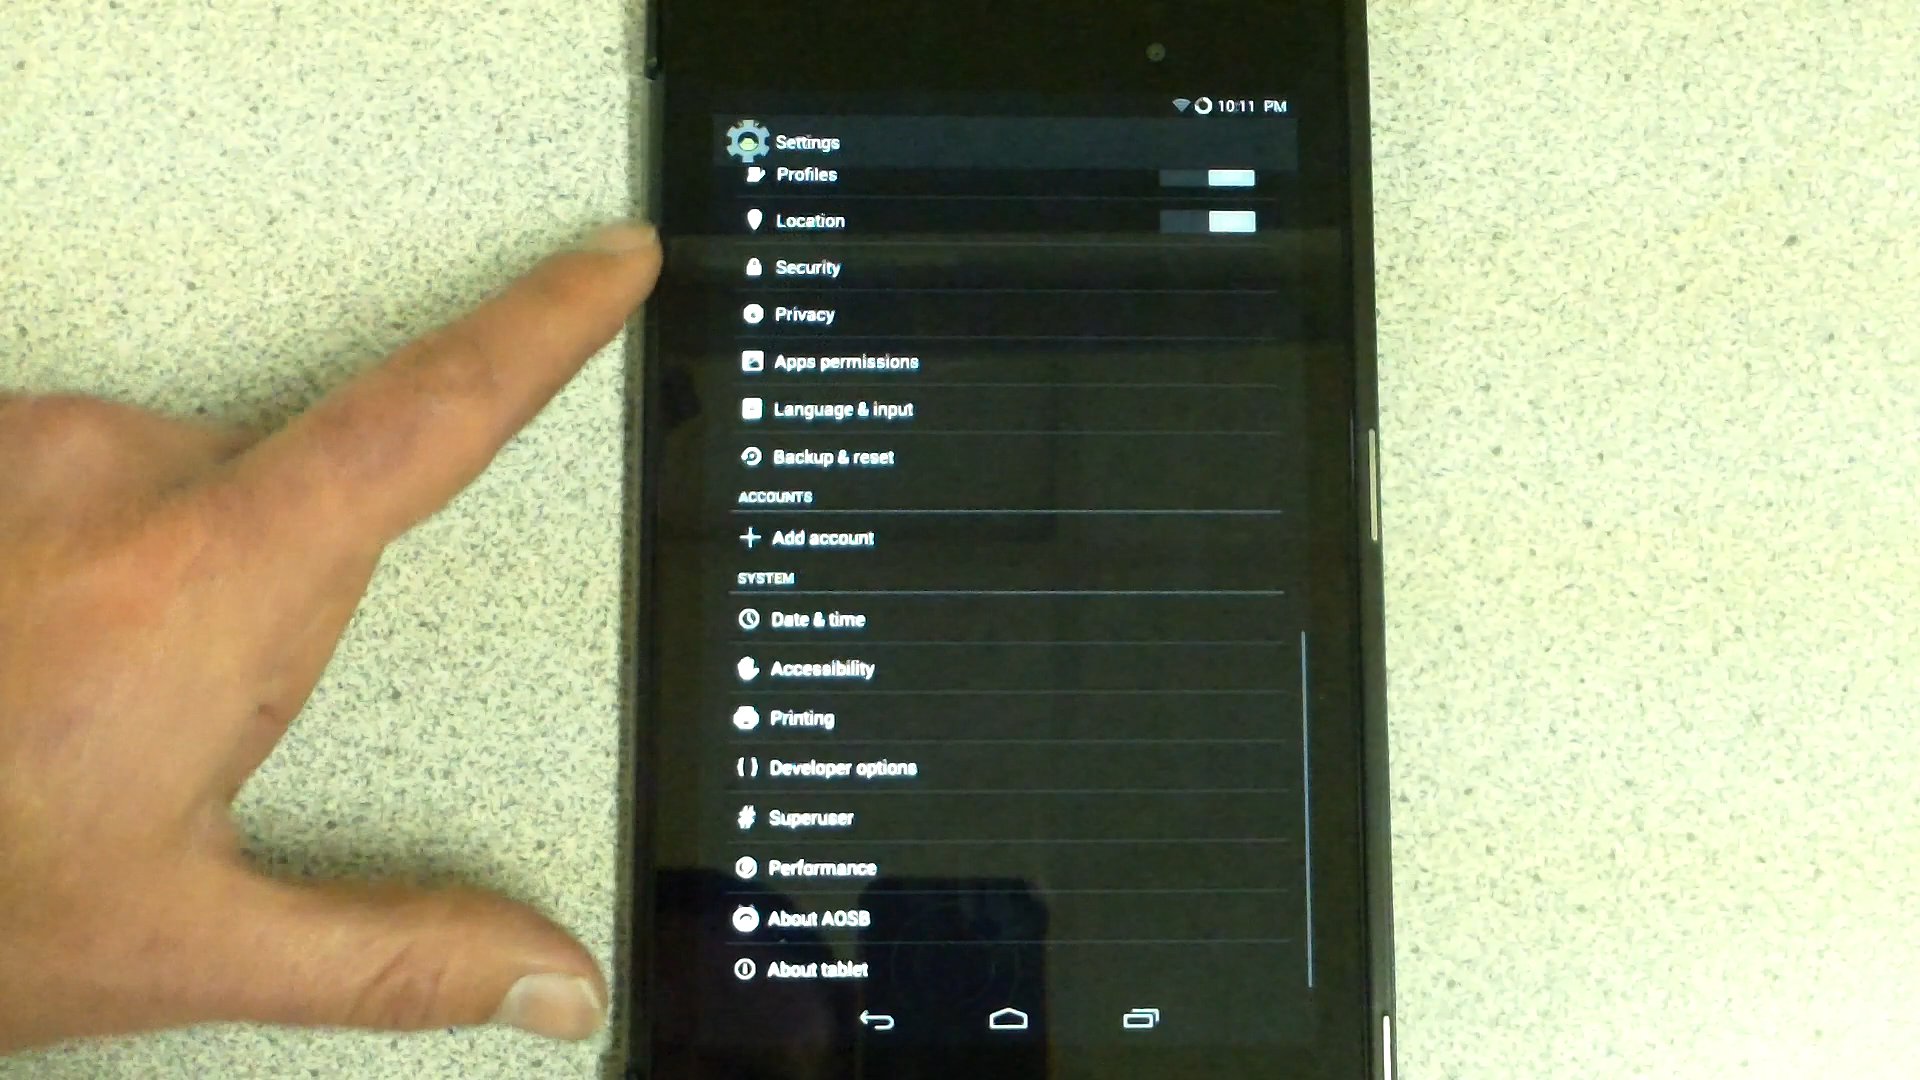 10:11 PM
Settings
Profiles
Location
Security
Privacy
Apps permissions
Language & input
Backup & reset
ACCOUNTS
Add account
SYSTEM
Date & time
Accessibility
Printing
{ } Developer options
# Superuser
Performance
About AOSB
About tablet